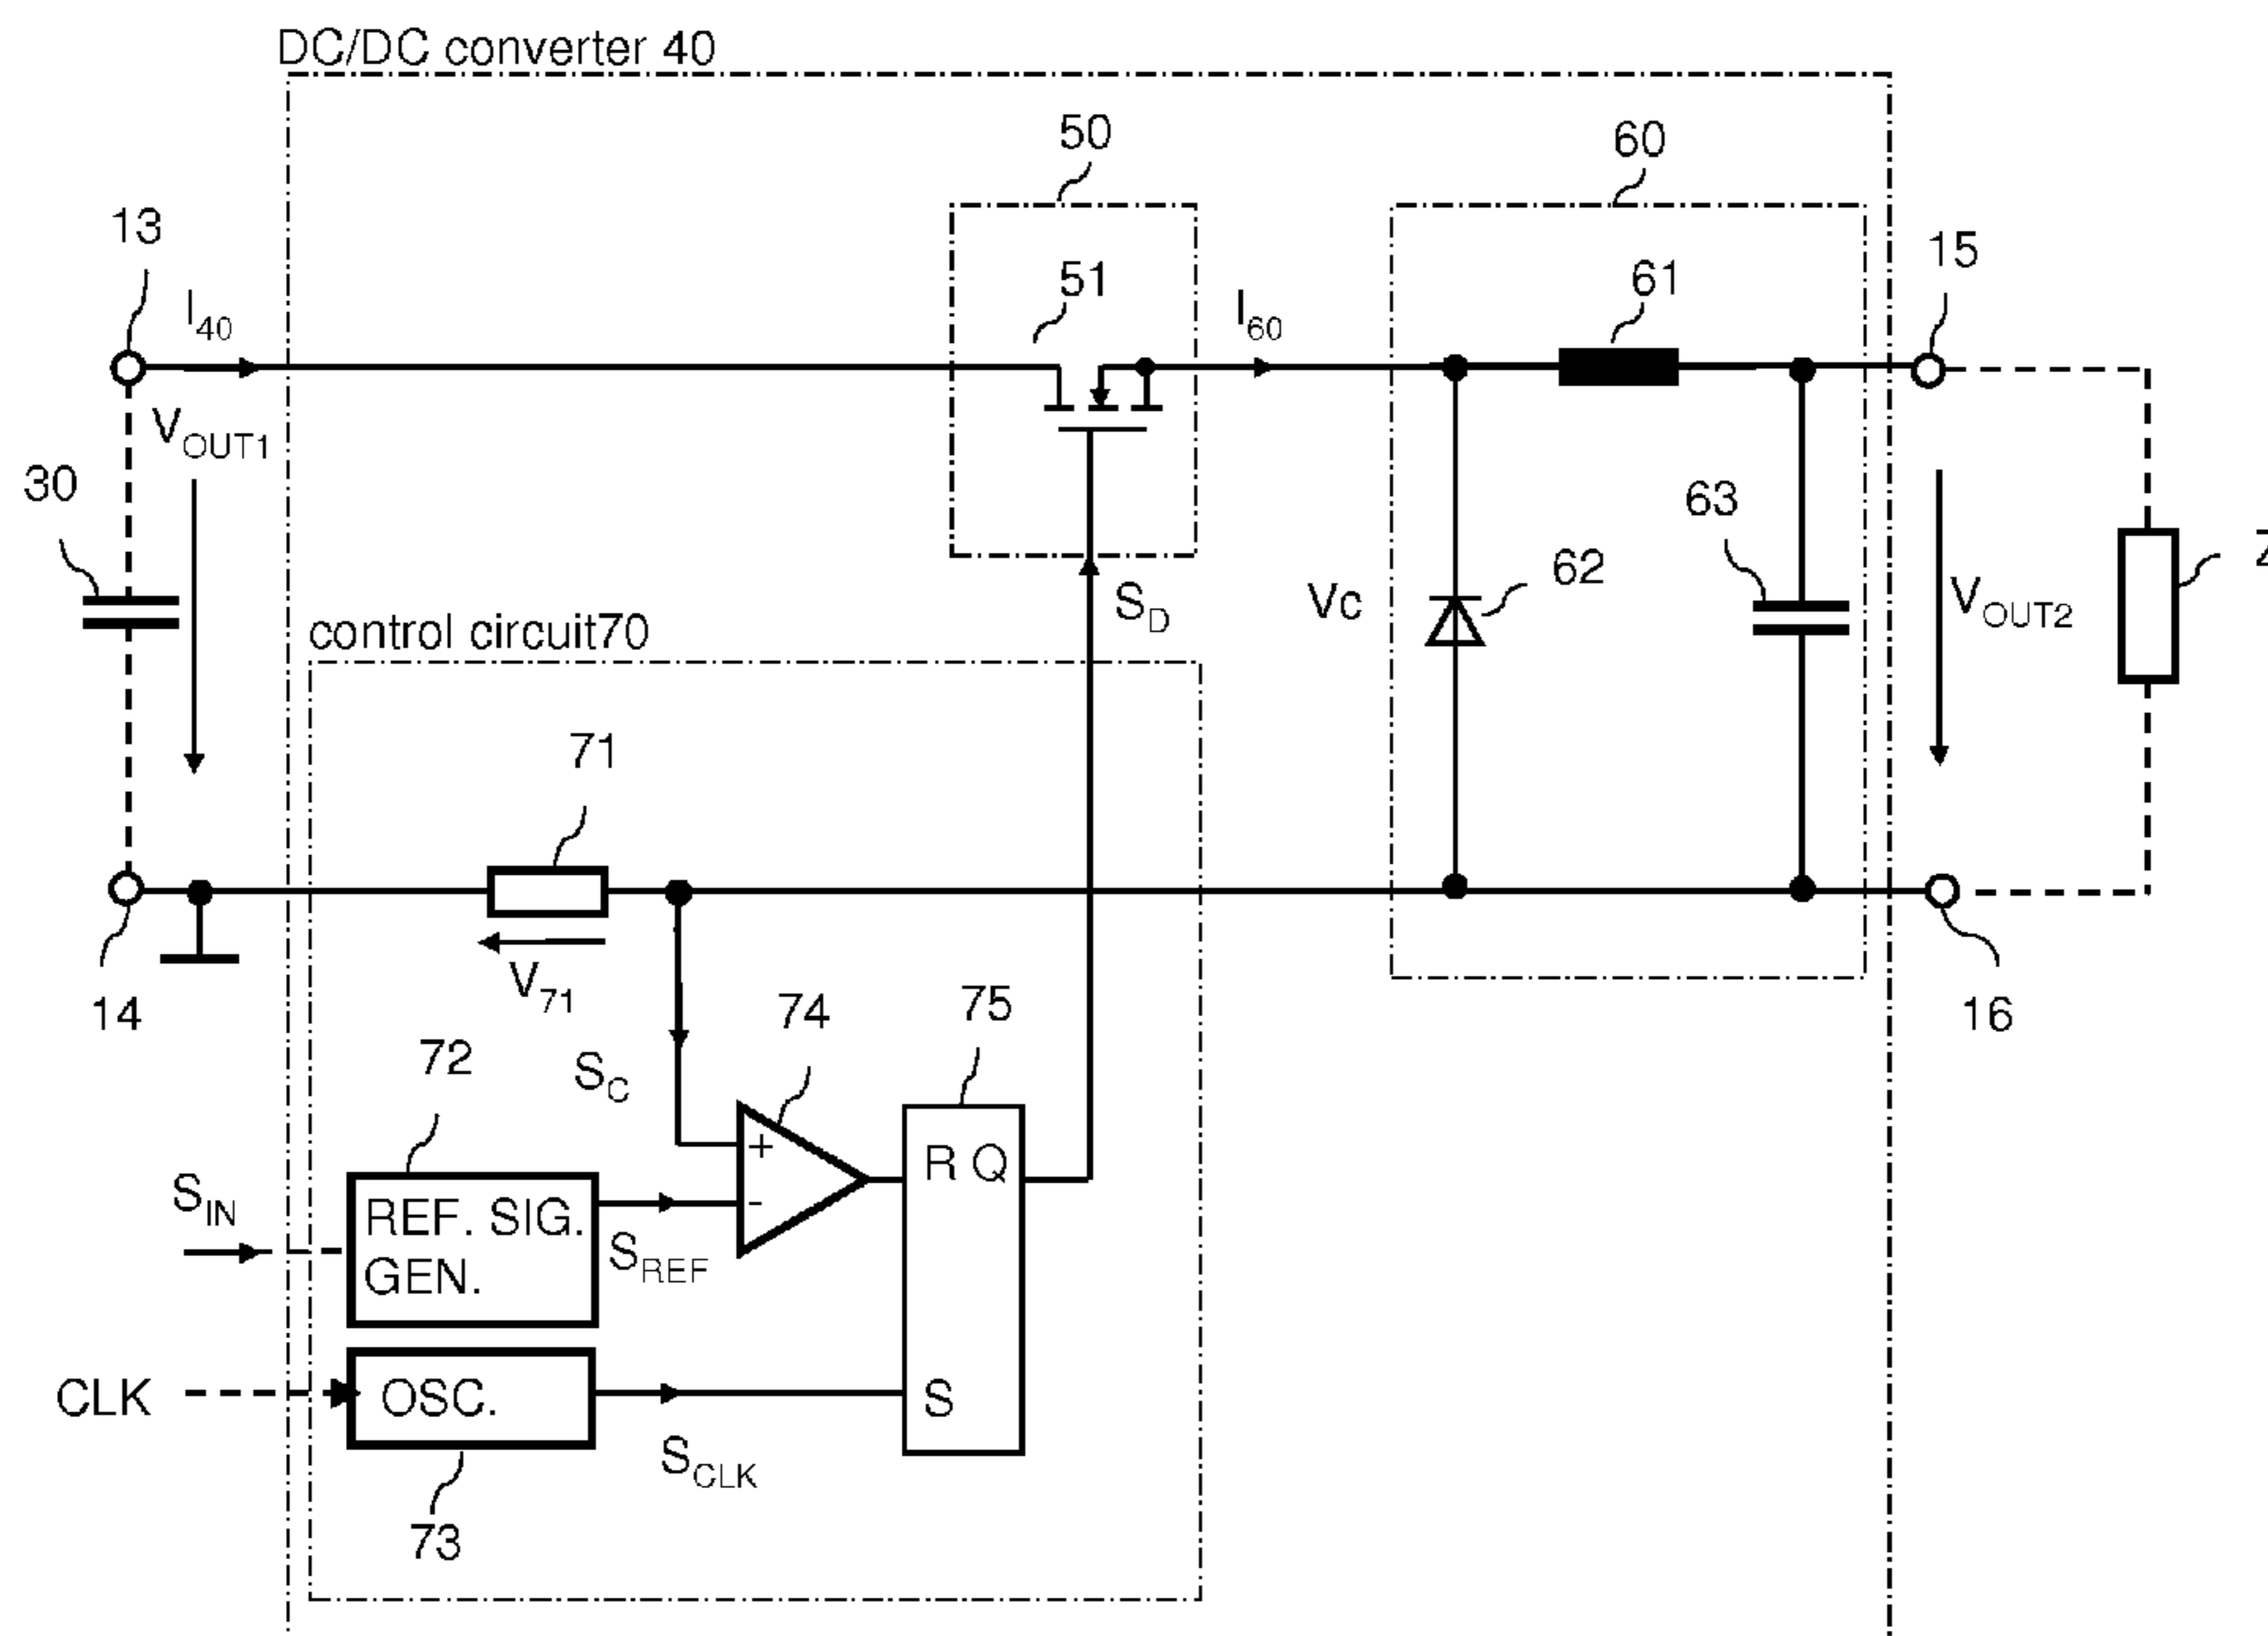 DC/DC converter 40
50
60
13
15
51
61
I40
I60
VOUT1
30
63
62
Vc
SD
VOUT2
Z
control circuit70
71
V71
14
74
75
16
72
SC
+
R Q
SIN
REF. SIG.
GEN.
-
SREF
CLK
OSC.
S
SCLK
73